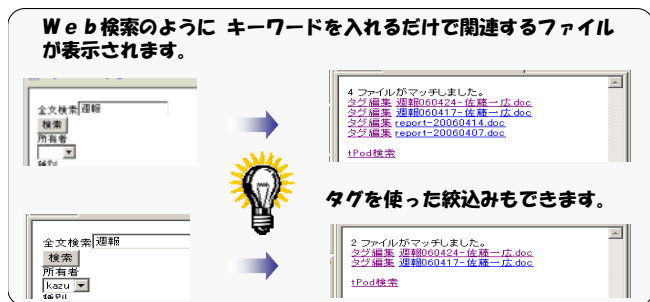 Ｗｅｂ検索のように キーワードを入れるだけで関連するファイル
が表示されます。
全文検索 週報
検索
所有者
種別
4 ファイルがマッチしました。
タグ編集 週報060424-佐藤一広.doc
タグ編集 週報060417-佐藤一広.doc
タグ編集 report-20060414.doc
タグ編集 report-20060407.doc
tPod検索
タグを使った絞込みもできます。
全文検索 週報
検索
所有者
kazu
種別
2 ファイルがマッチしました。
タグ編集 週報060424-佐藤一広.doc
タグ編集 週報060417-佐藤一広.doc
tPod検索